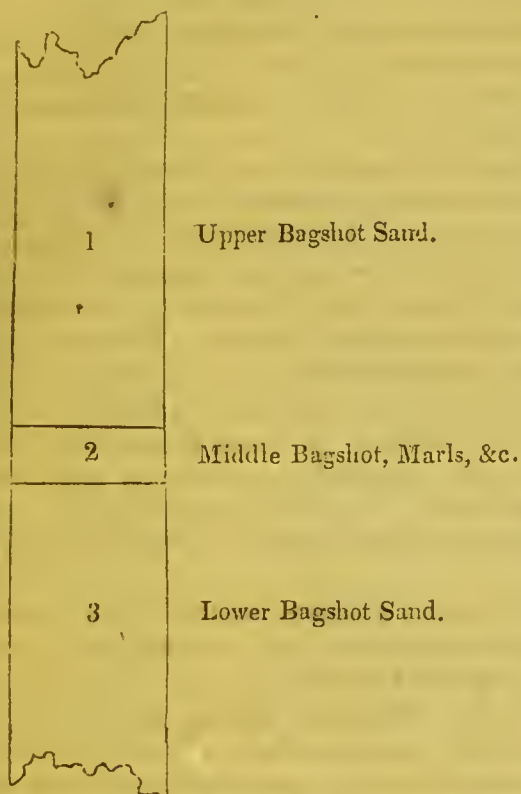 1 Upper Bagshot Sand.
2 Middle Bagshot, Marls, &c.
3 Lower Bagshot Sand.